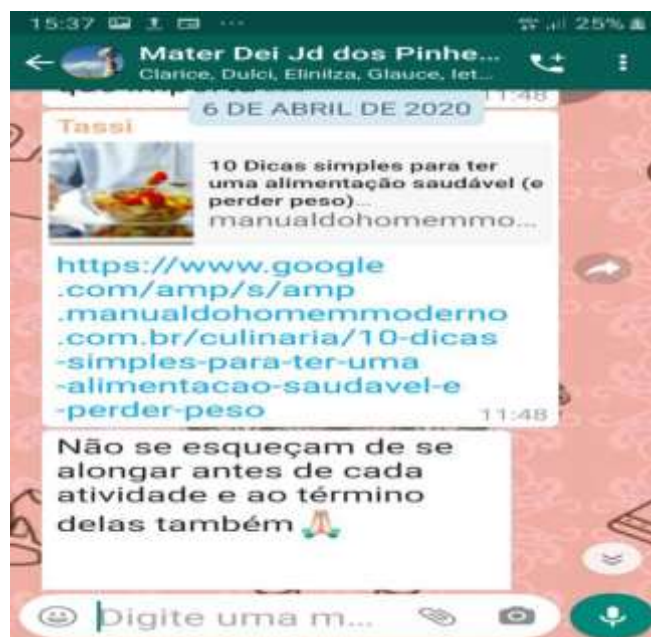 15:37 ... 25%
Mater Dei Jd dos Pinhe...
Clarice, Dulci, Elinilza, Glauce, Iet...
11:48
6 DE ABRIL DE 2020
Tassi
10 Dicas simples para ter
uma alimentação saudável (e
perder peso)...
manualdohomemmo...
https://www.google
.com/amp/s/amp
.manualdohomemmoderno
.com.br/culinaria/10-dicas
-simples-para-ter-uma
-alimentacao-saudavel-e
-perder-peso
11:48
Não se esqueçam de se
alongar antes de cada
atividade e ao término
delas também 🙏🏻
Digite uma m...